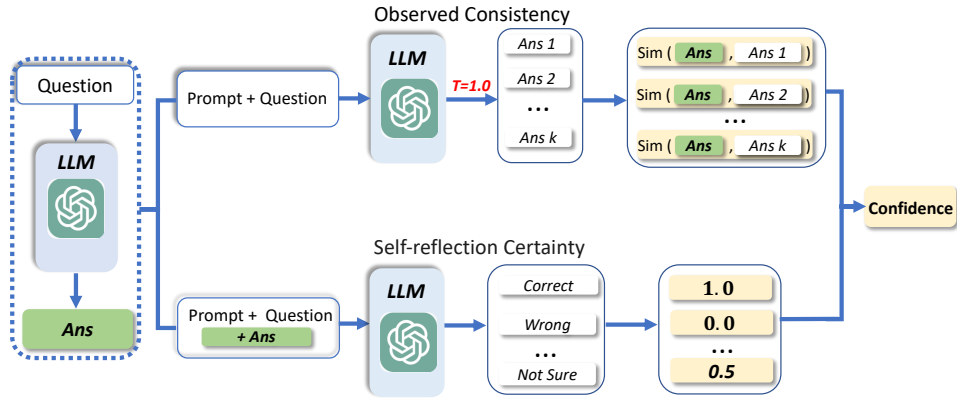 Observed Consistency
Question
LLM
Ans
Prompt + Question
LLM
T=1.0
Ans 1
Ans 2
...
Ans k
Sim ( Ans , Ans 1 )
Sim ( Ans , Ans 2 )
...
Sim ( Ans , Ans k )
Confidence
Self-reflection Certainty
Prompt + Question
+ Ans
LLM
Correct
Wrong
...
Not Sure
1.0
0.0
...
0.5